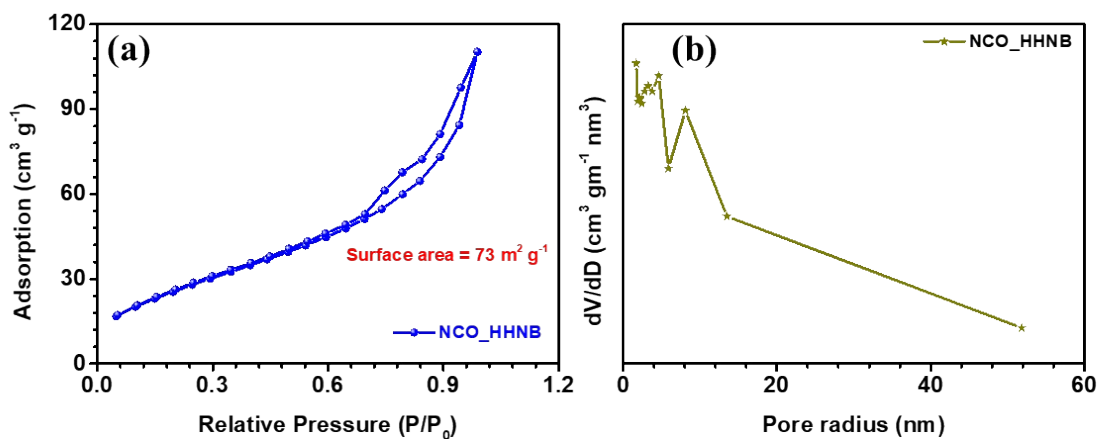 (a)
120
90
60
30
0
Adsorption (cm³ g⁻¹)
Surface area = 73 m² g⁻¹
NCO_HHNB
0.0 0.3 0.6 0.9 1.2
Relative Pressure (P/P₀)
(b)
NCO_HHNB
dV/dD (cm³ gm⁻¹ nm³)
0 20 40 60
Pore radius (nm)